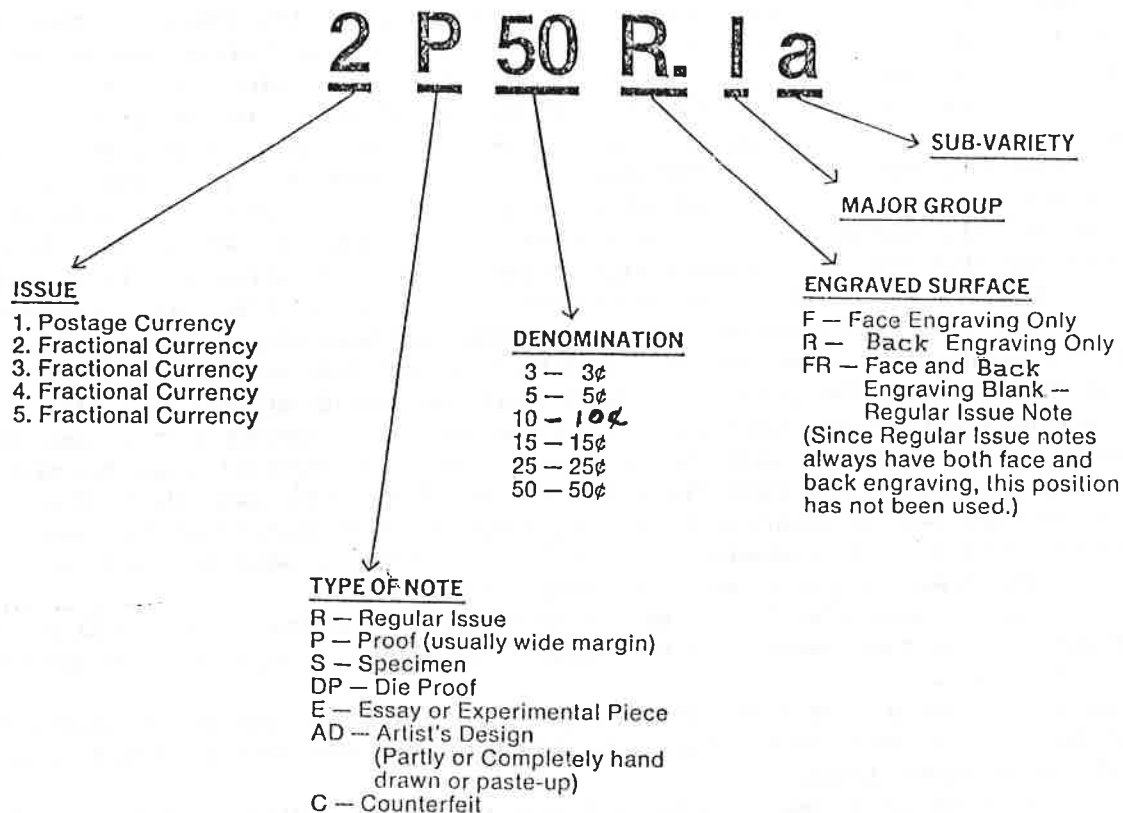 2 P 50 R. 1 a
SUB-VARIETY
MAJOR GROUP
ISSUE
1. Postage Currency
2. Fractional Currency
3. Fractional Currency
4. Fractional Currency
5. Fractional Currency
DENOMINATION
3 — 3¢
5 — 5¢
10 — 10¢
15 — 15¢
25 — 25¢
50 — 50¢
ENGRAVED SURFACE
F — Face Engraving Only
R — Back Engraving Only
FR — Face and Back
Engraving Blank —
Regular Issue Note
(Since Regular Issue notes
always have both face and
back engraving, this position
has not been used.)
TYPE OF NOTE
R — Regular Issue
P — Proof (usually wide margin)
S — Specimen
DP — Die Proof
E — Essay or Experimental Piece
AD — Artist's Design
(Partly or Completely hand
drawn or paste-up)
C — Counterfeit